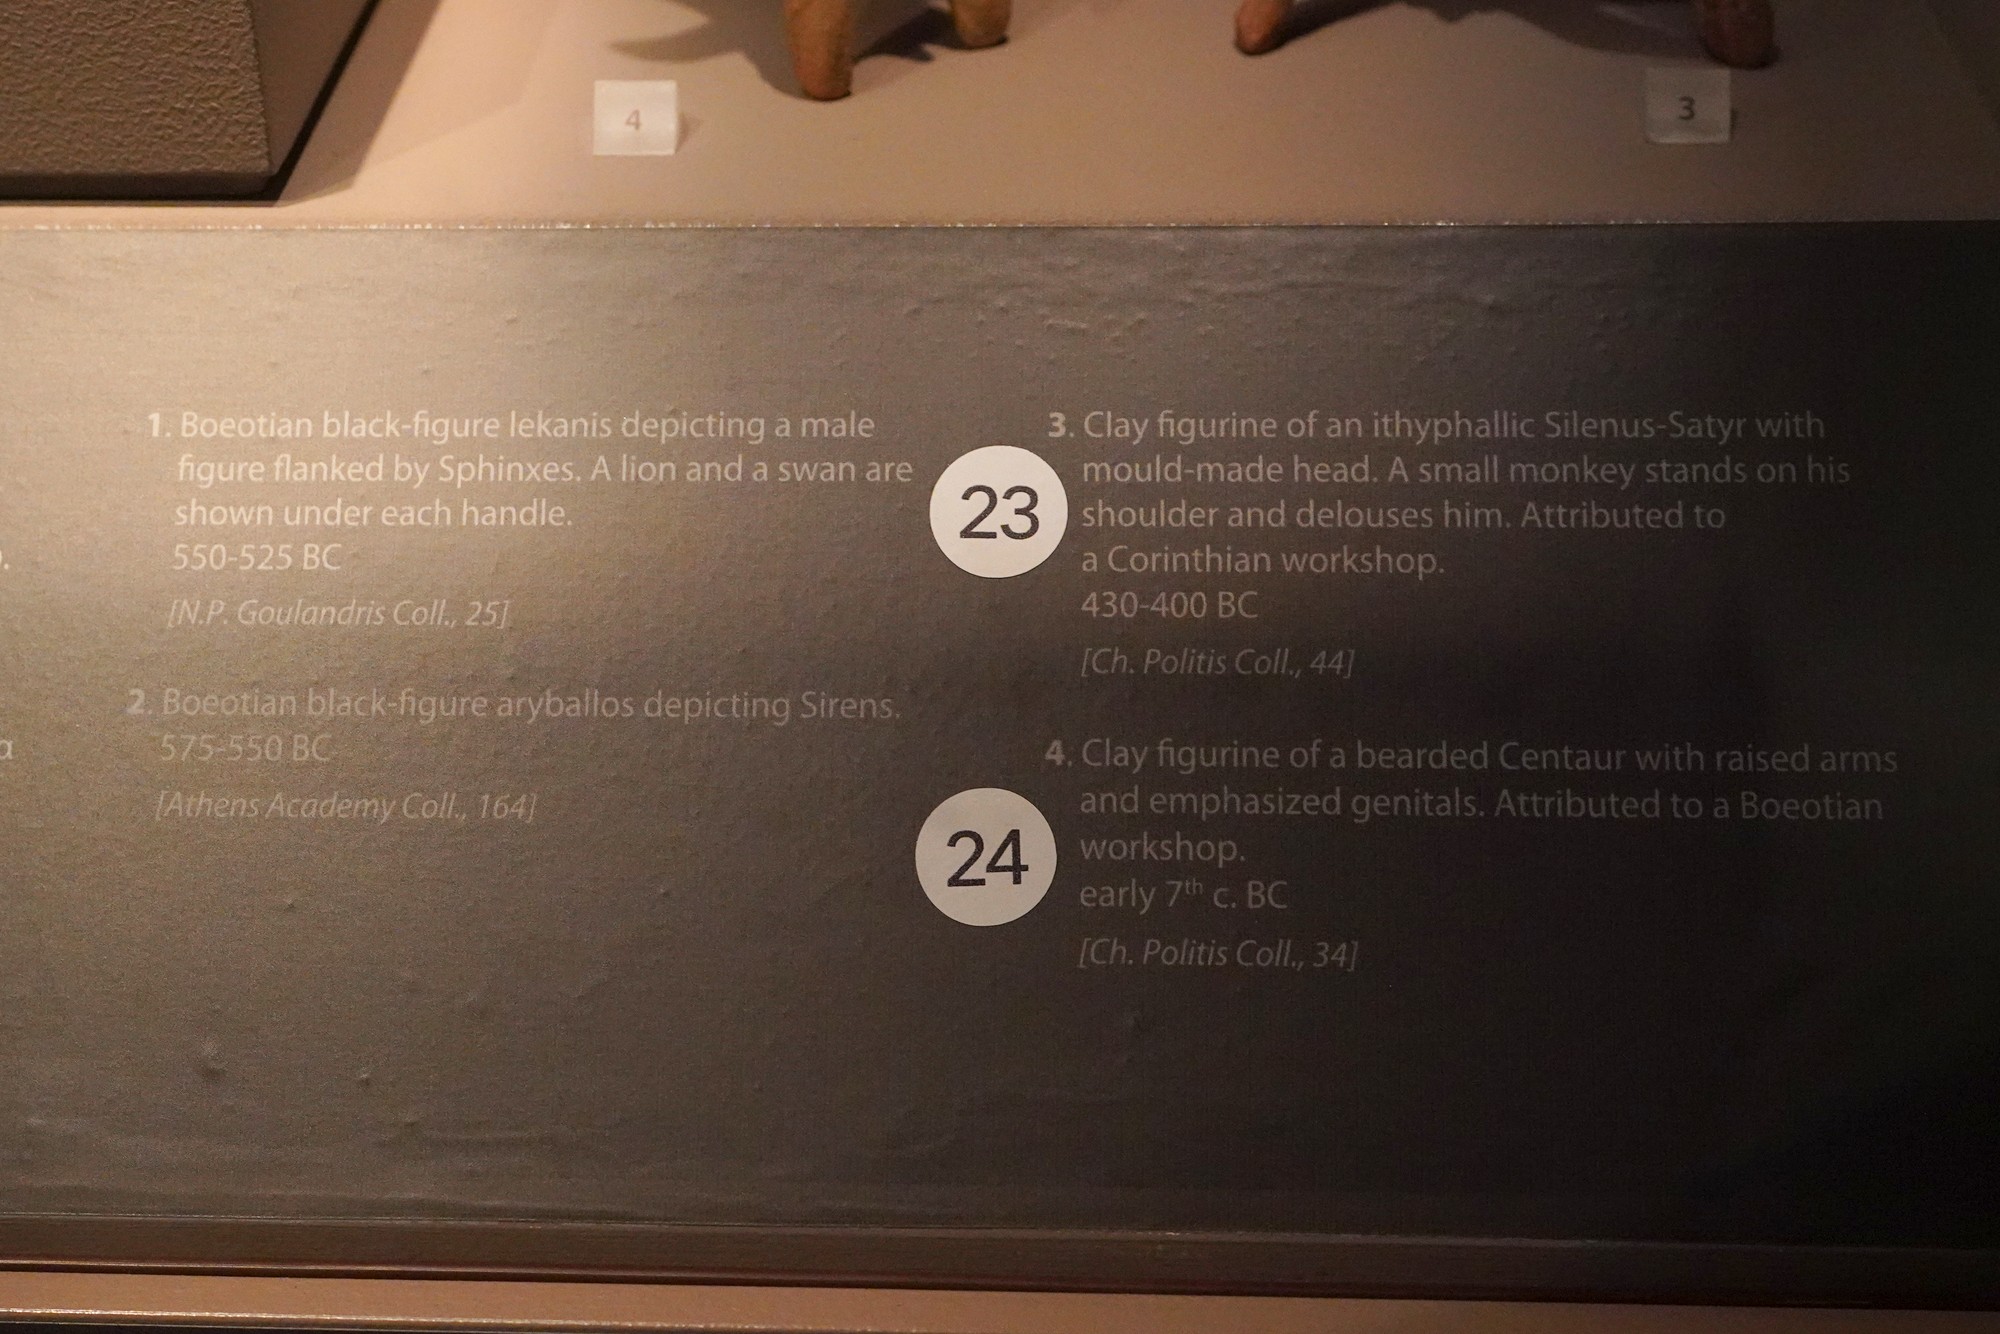 4
3
1. Boeotian black-figure lekanis depicting a male
figure flanked by Sphinxes. A lion and a swan are
shown under each handle.
550-525 BC
[N.P. Goulandris Coll., 25]
2. Boeotian black-figure aryballos depicting Sirens.
575-550 BC
[Athens Academy Coll., 164]
23
3. Clay figurine of an ithyphallic Silenus-Satyr with
mould-made head. A small monkey stands on his
shoulder and delouses him. Attributed to
a Corinthian workshop.
430-400 BC
[Ch. Politis Coll., 44]
24
4. Clay figurine of a bearded Centaur with raised arms
and emphasized genitals. Attributed to a Boeotian
workshop.
early 7th c. BC
[Ch. Politis Coll., 34]